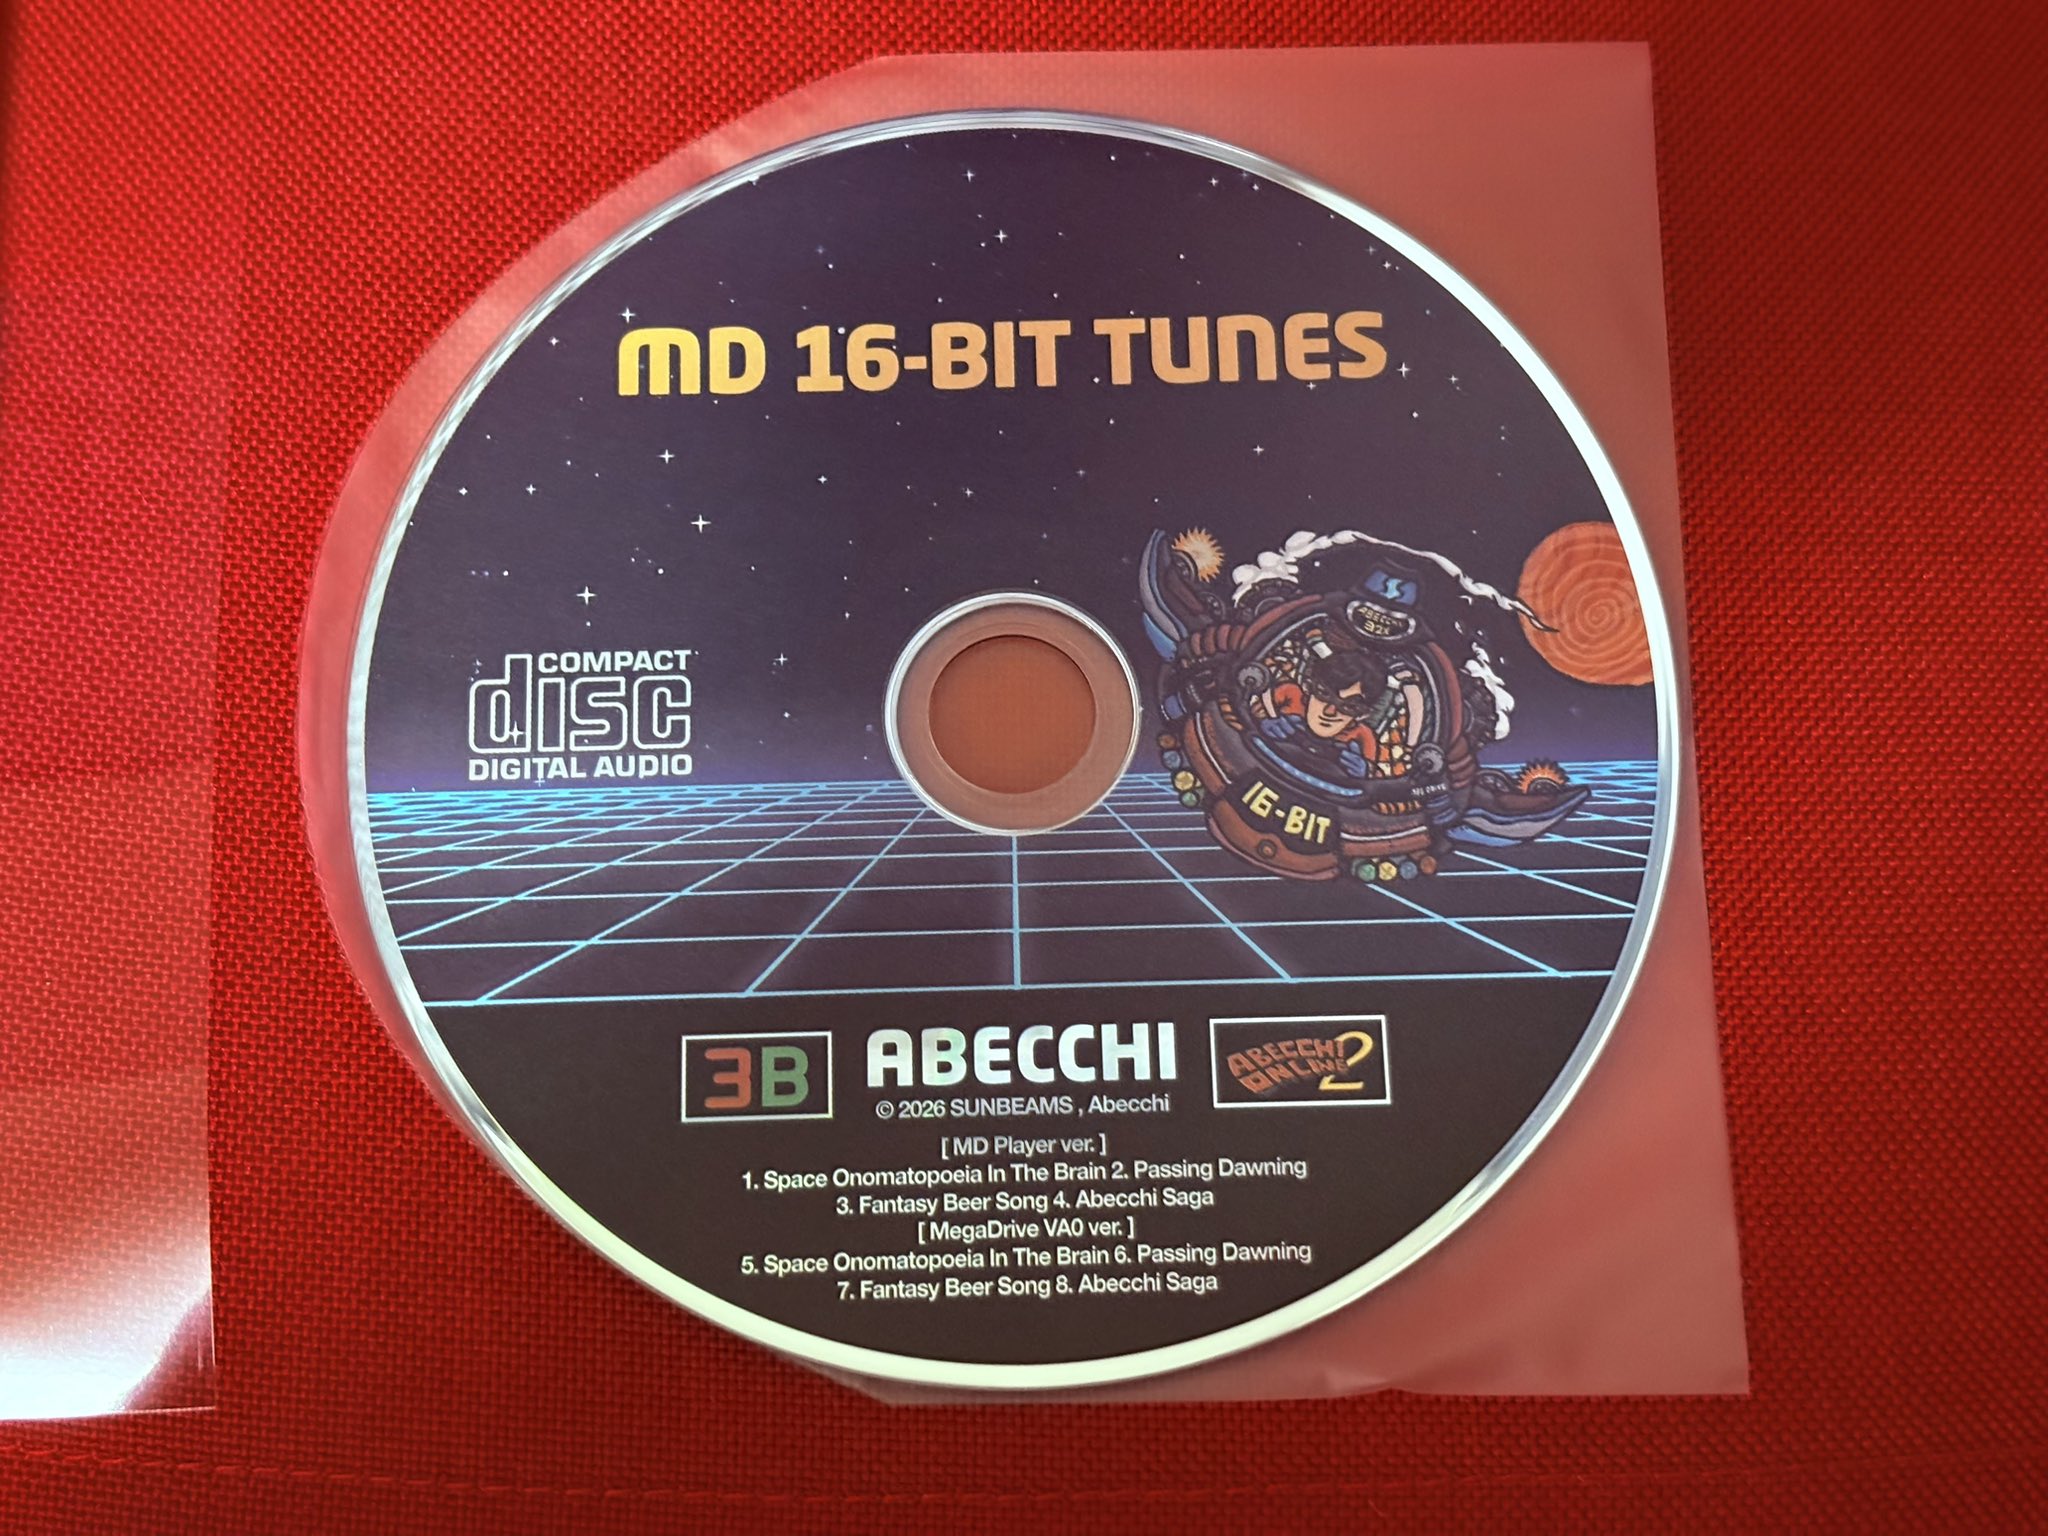 MD 16-BIT TUNES
ABECCHI
32X
16-BIT
COMPACT
disc
DIGITAL AUDIO
3B
ABECCHI
ABECCHI
ONLINE 2
© 2026 SUNBEAMS , Abecchi
[ MD Player ver. ]
1. Space Onomatopoeia In The Brain 2. Passing Dawning
3. Fantasy Beer Song 4. Abecchi Saga
[ MegaDrive VA0 ver. ]
5. Space Onomatopoeia In The Brain 6. Passing Dawning
7. Fantasy Beer Song 8. Abecchi Saga